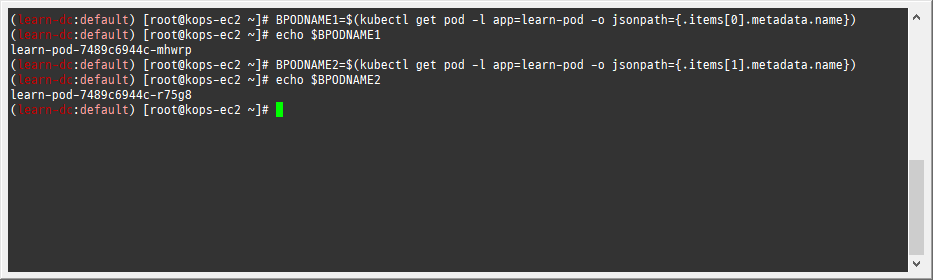 (learn-dc:default) [root@kops-ec2 ~]# BPODNAME1=$(kubectl get pod -l app=learn-pod -o jsonpath={.items[0].metadata.name})
(learn-dc:default) [root@kops-ec2 ~]# echo $BPODNAME1
learn-pod-7489c6944c-mhwrp
(learn-dc:default) [root@kops-ec2 ~]# BPODNAME2=$(kubectl get pod -l app=learn-pod -o jsonpath={.items[1].metadata.name})
(learn-dc:default) [root@kops-ec2 ~]# echo $BPODNAME2
learn-pod-7489c6944c-r75g8
(learn-dc:default) [root@kops-ec2 ~]#